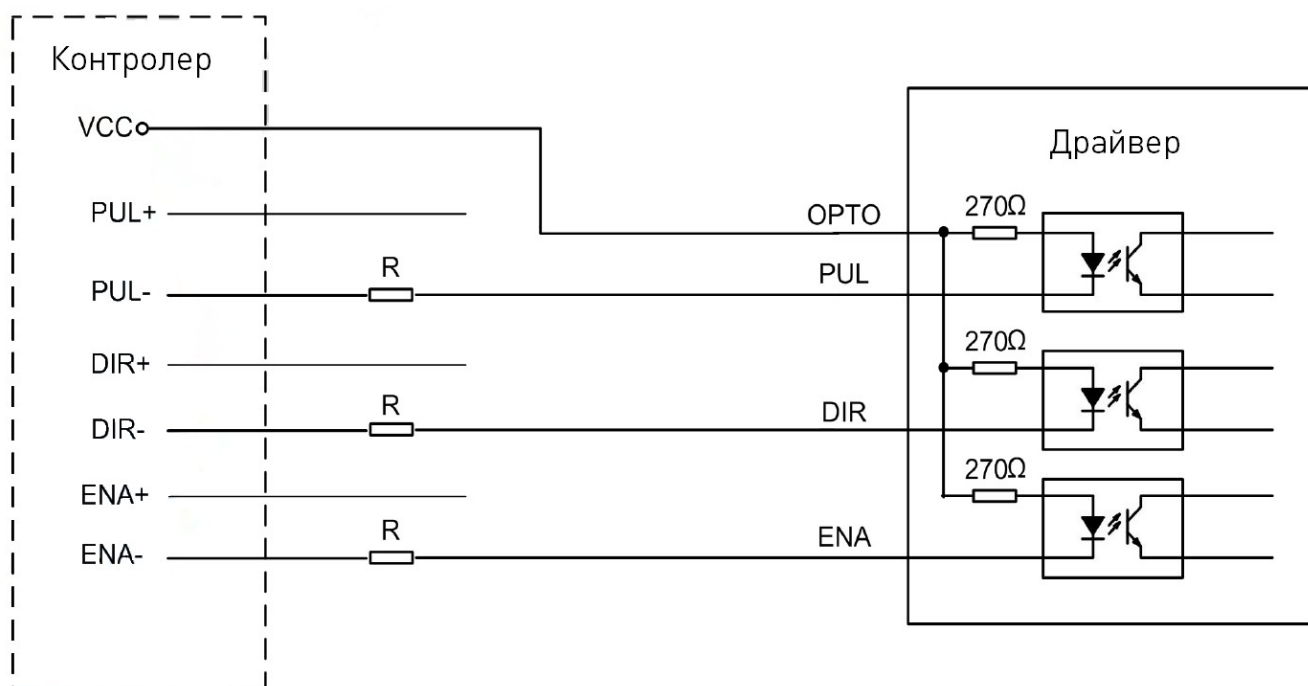 Контролер
VCC
PUL+
PUL-
R
DIR+
DIR-
R
ENA+
ENA-
R
OPTO
PUL
DIR
ENA
Драйвер
270Ω
270Ω
270Ω